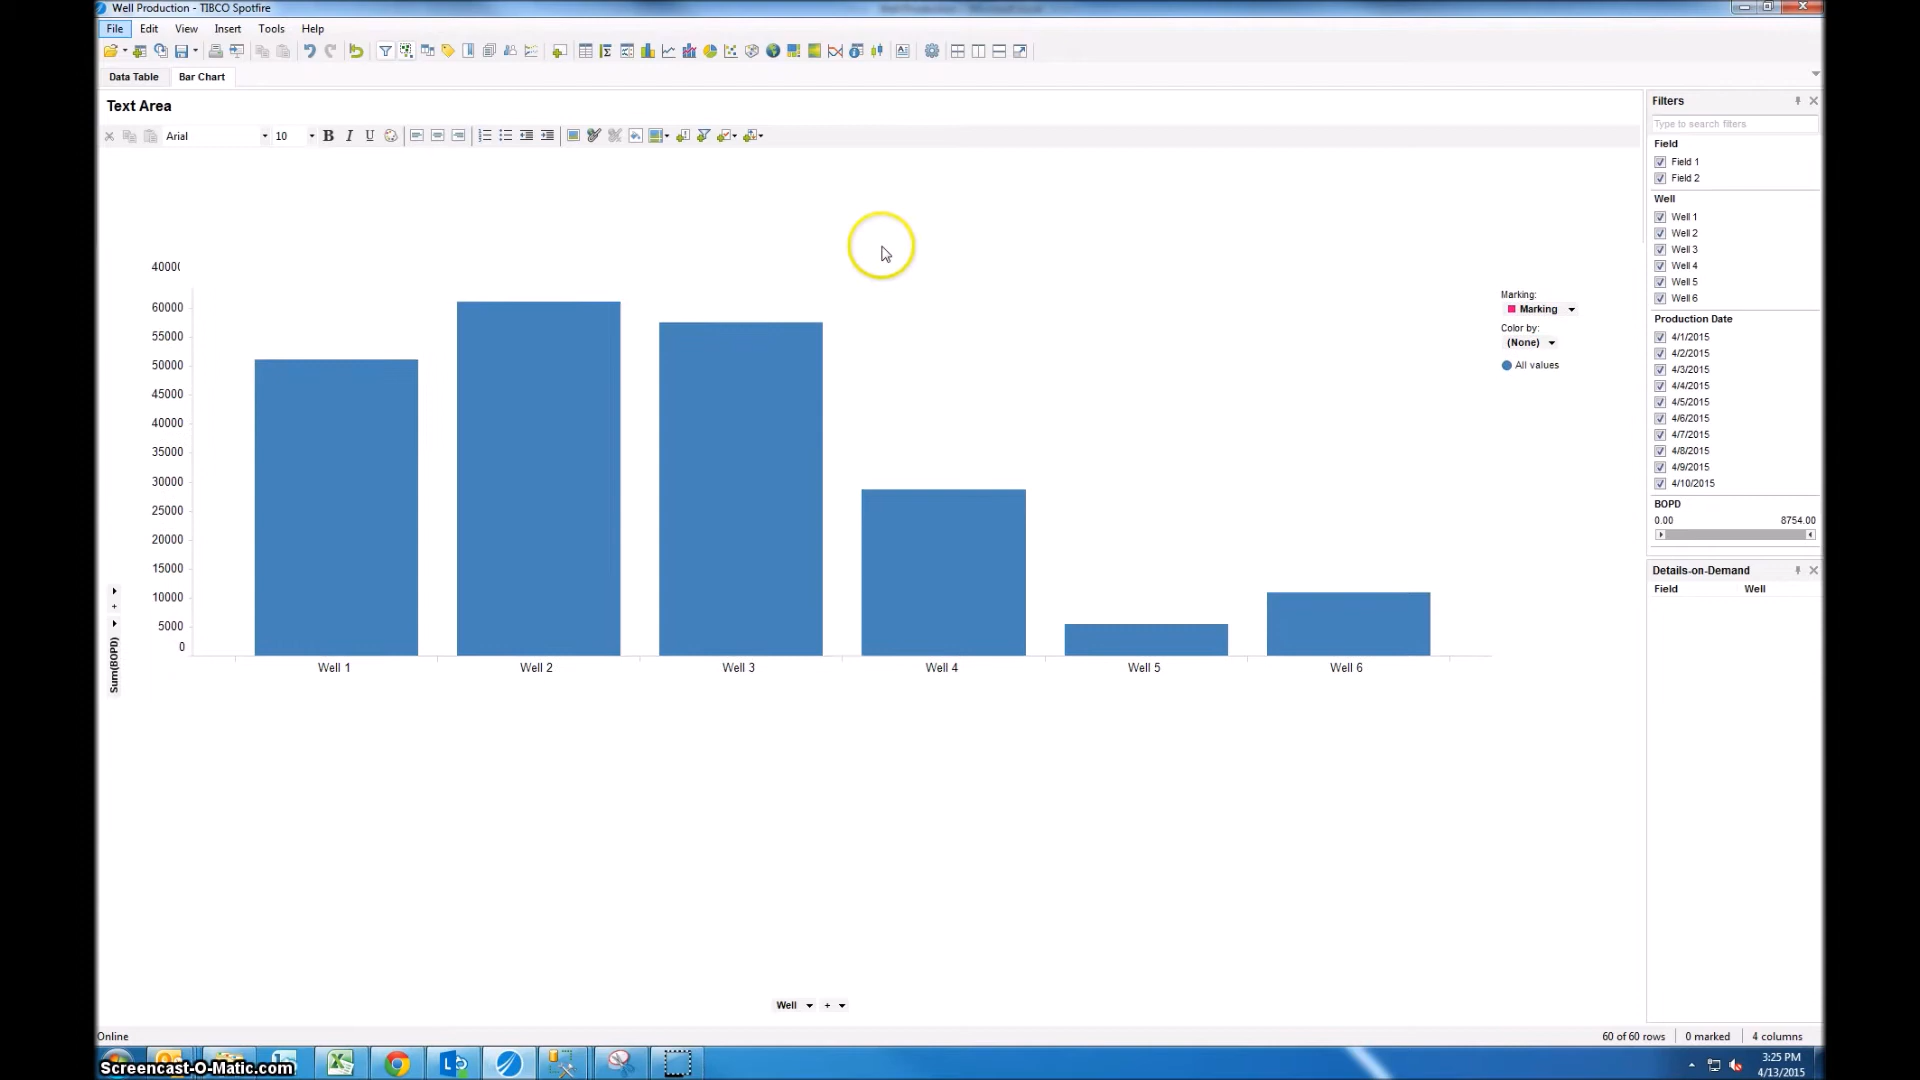 Well Production - TIBCO Spotfire
File Edit View Insert Tools Help
Data Table Bar Chart
Text Area
Arial 10 B I U
4000
60000
55000
50000
45000
40000
35000
30000
25000
20000
15000
10000
5000
0
Sum(BOPD)
Well 1 Well 2 Well 3 Well 4 Well 5 Well 6
Well +
Marking:
Marking
Color by:
(None)
All values
Filters
Type to search filters
Field
Field 1
Field 2
Well
Well 1
Well 2
Well 3
Well 4
Well 5
Well 6
Production Date
4/1/2015
4/2/2015
4/3/2015
4/4/2015
4/5/2015
4/6/2015
4/7/2015
4/8/2015
4/9/2015
4/10/2015
BOPD
0.00 8754.00
Details-on-Demand
Field Well
Online 60 of 60 rows 0 marked 4 columns
Screencast-O-Matic.com
3:25 PM
4/13/2015